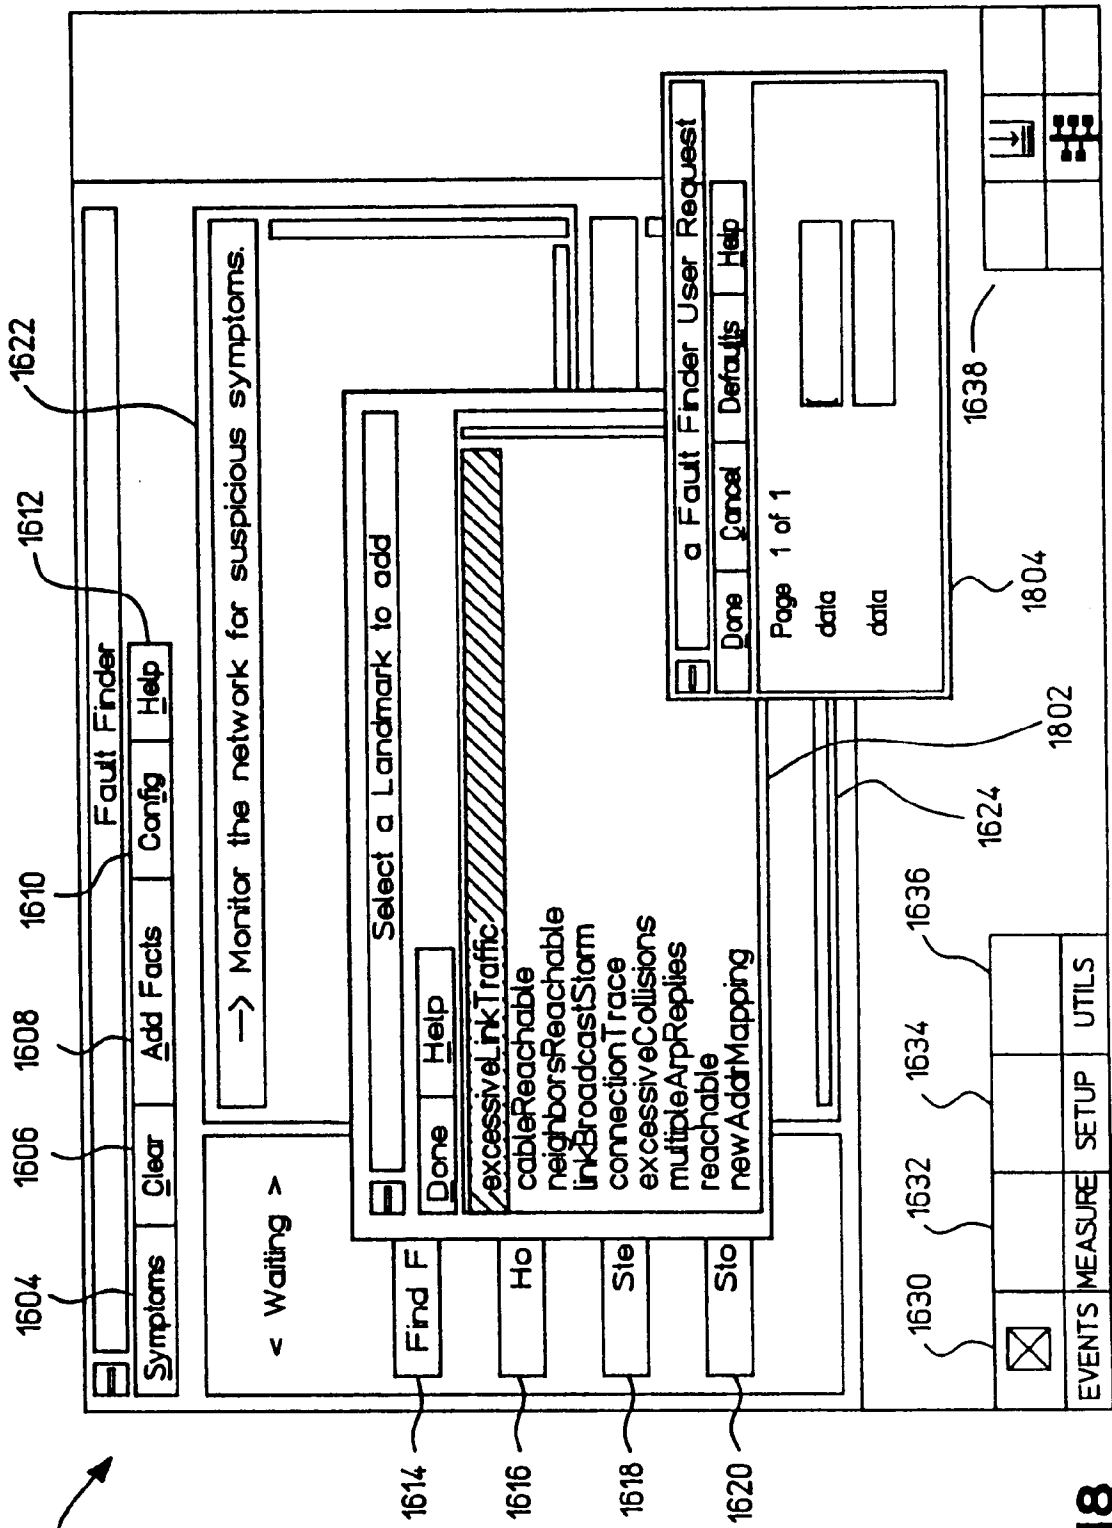 1604
1606
1608
1610
1612
1622
Fault Finder
Symptoms Clear Add Facts Config Help
< Waiting >
--> Monitor the network for suspicious symptoms.
1614
Find F
1616
Ho
1618
Ste
1620
Sto
Select a Landmark to add
Done Help
excessiveLinkTraffic
cableReachable
neighborsReachable
linkBroadcastStorm
connectionTrace
excessiveCollisions
multipleArpReplies
reachable
newAddrMapping
a Fault Finder User Request
Done Cancel Defaults Help
Page 1 of 1
data
data
1630
1632
1634
1636
1624
1802
1804
1638
EVENTS MEASURE SETUP UTILS
18